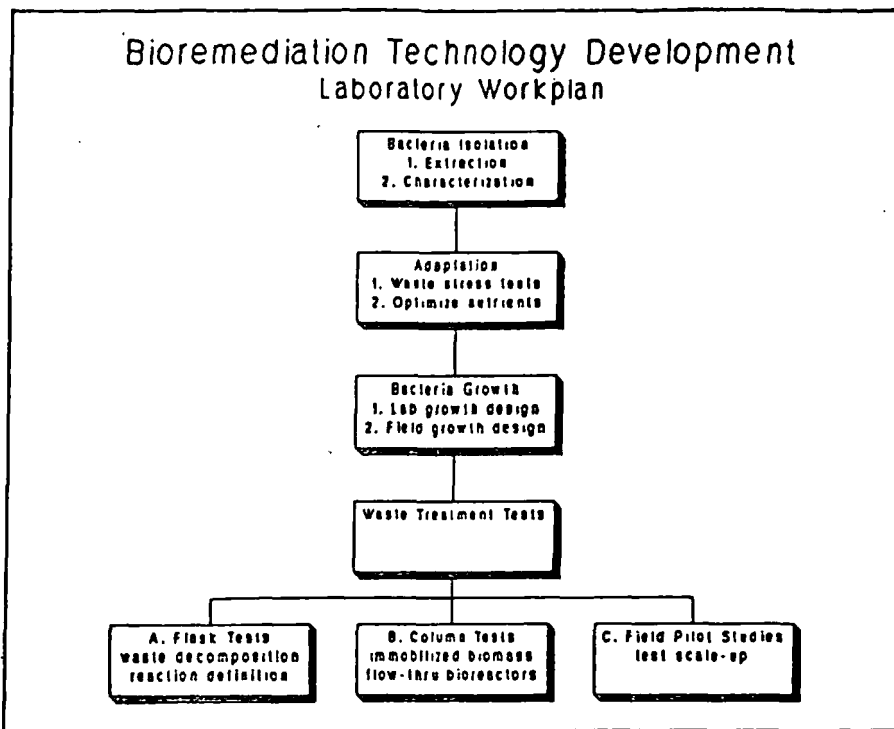 Bioremediation Technology Development
Laboratory Workplan
Bacteria Isolation
1. Extraction
2. Characterization
Adaptation
1. Waste stress tests
2. Optimize nutrients
Bacteria Growth
1. Lab growth design
2. Field growth design
Waste Treatment Tests
A. Flask Tests
waste decomposition
reaction definition
B. Column Tests
immobilized biomass
flow-thru bioreactors
C. Field Pilot Studies
test scale-up